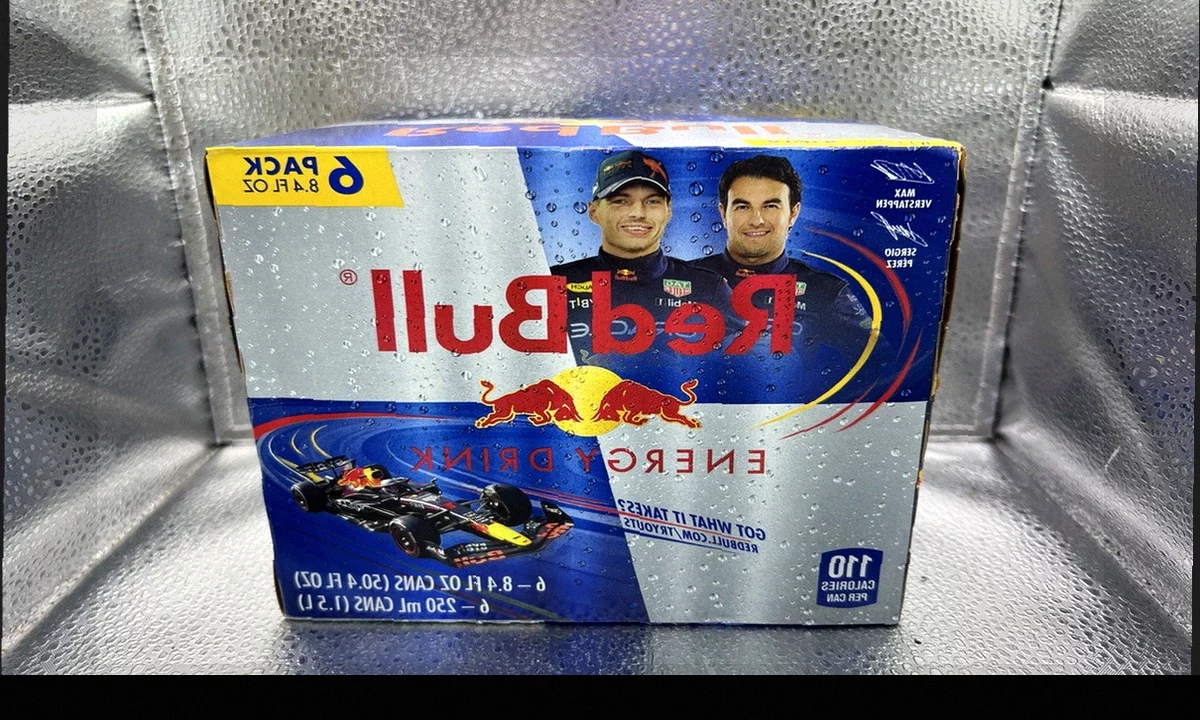 6 PACK
8.4 FL OZ
MAX
VERSTAPPEN
SERGIO
PÉREZ
Red Bull®
ENERGY DRINK
GOT WHAT IT TAKES?
REDBULL.COM/TRYOUTS
110
CALORIES
PER CAN
6 – 8.4 FL OZ CANS (50.4 FL OZ)
6 – 250 mL CANS (1.5 L)